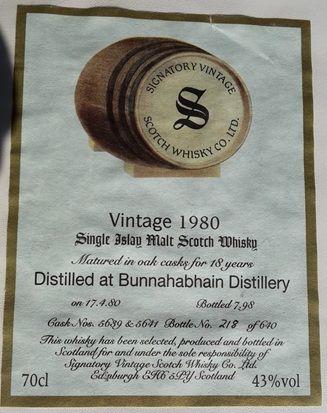 SIGNATORY VINTAGE
S
SCOTCH WHISKY CO. LTD.
Vintage 1980
Single Islay Malt Scotch Whisky
Matured in oak casks for 18 years
Distilled at Bunnahabhain Distillery
on 17.4.80 Bottled 7.98
Cask Nos. 5639 & 5641 Bottle No. 218 of 640
This whisky has been selected, produced and bottled in
Scotland for and under the sole responsibility of
Signatory Vintage Scotch Whisky Co. Ltd.
70cl Edinburgh EH6 5PY Scotland 43%vol